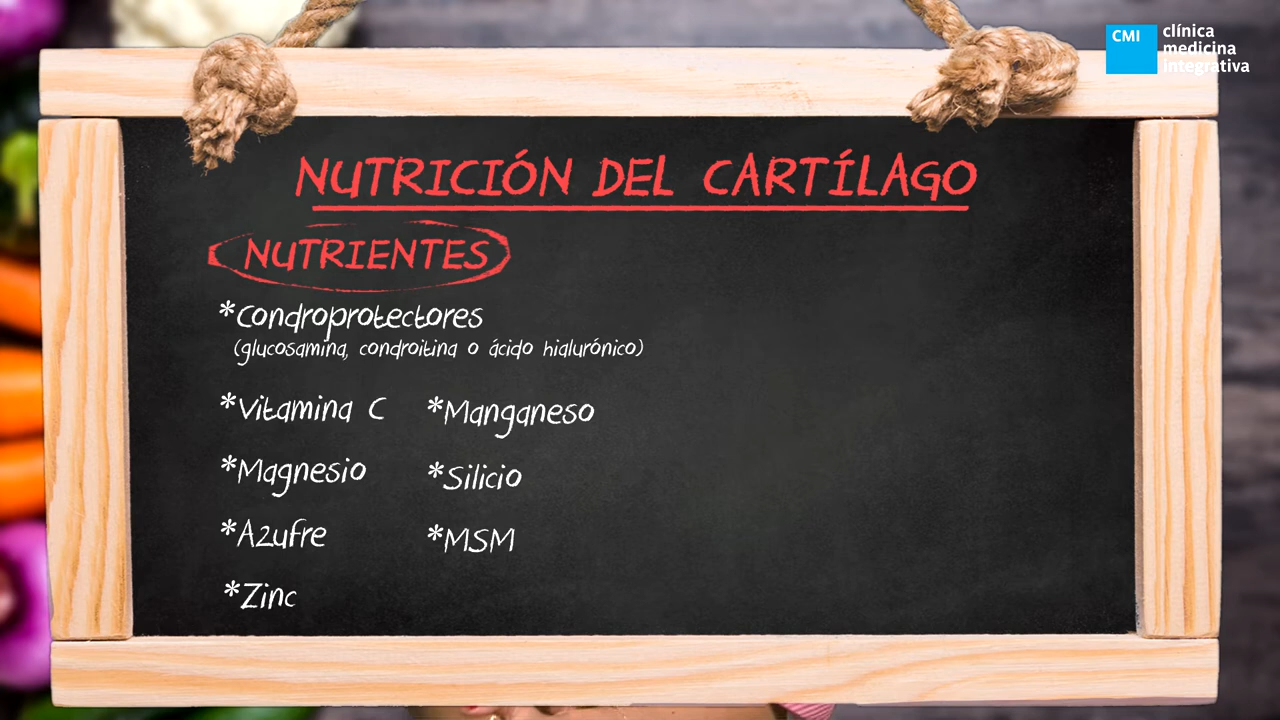 CMI
clínica
medicina
integrativa
NUTRICIÓN DEL CARTÍLAGO
NUTRIENTES
*Condroprotectores
(glucosamina, condroitina o ácido hialurónico)
*Vitamina C *Manganeso
*Magnesio *Silicio
*Azufre *MSM
*Zinc